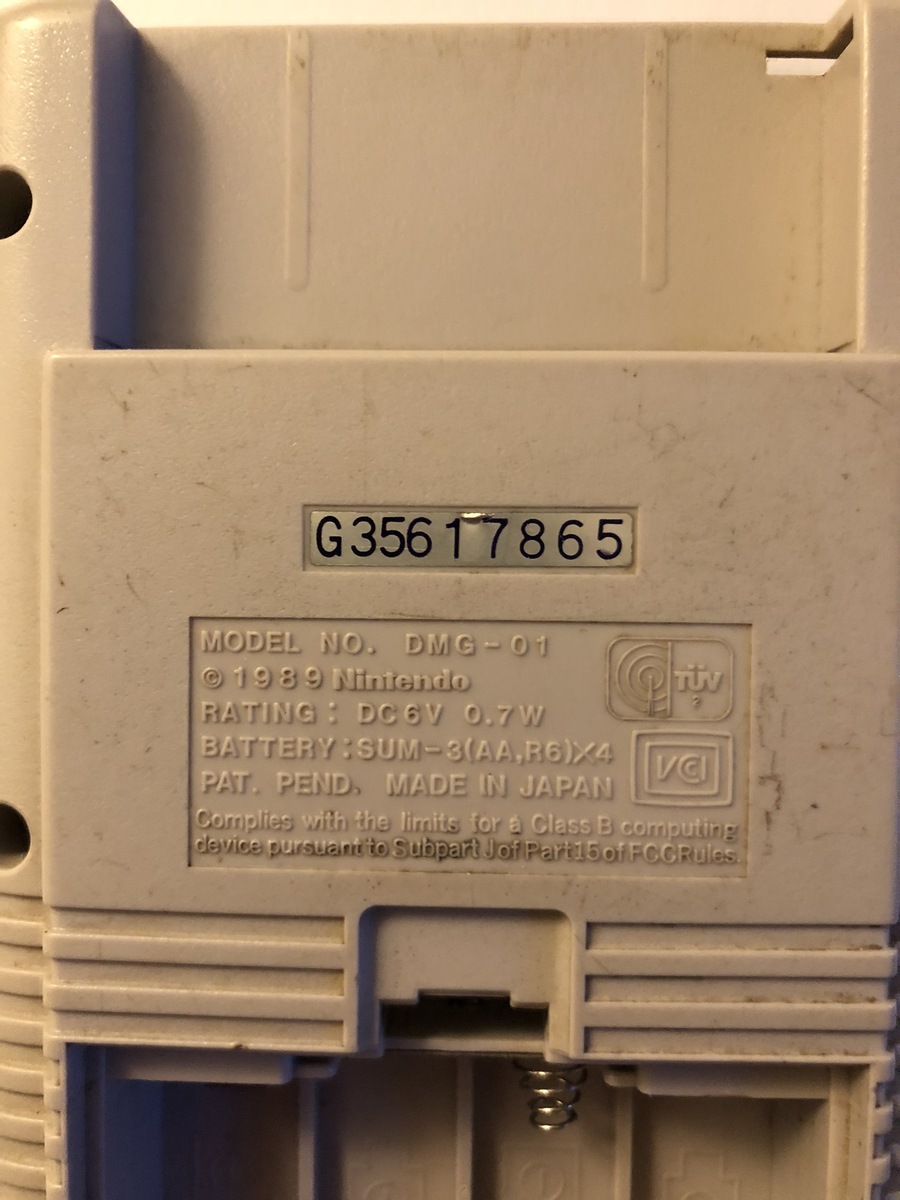 G35617865
MODEL NO. DMG-01
© 1989 Nintendo
TÜV
RATING: DC6V 0.7W
BATTERY:SUM-3(AA,R6)X4
VCI
PAT. PEND. MADE IN JAPAN
Complies with the limits for a Class B computing
device pursuant to Subpart J of Part 15 of FCC Rules.